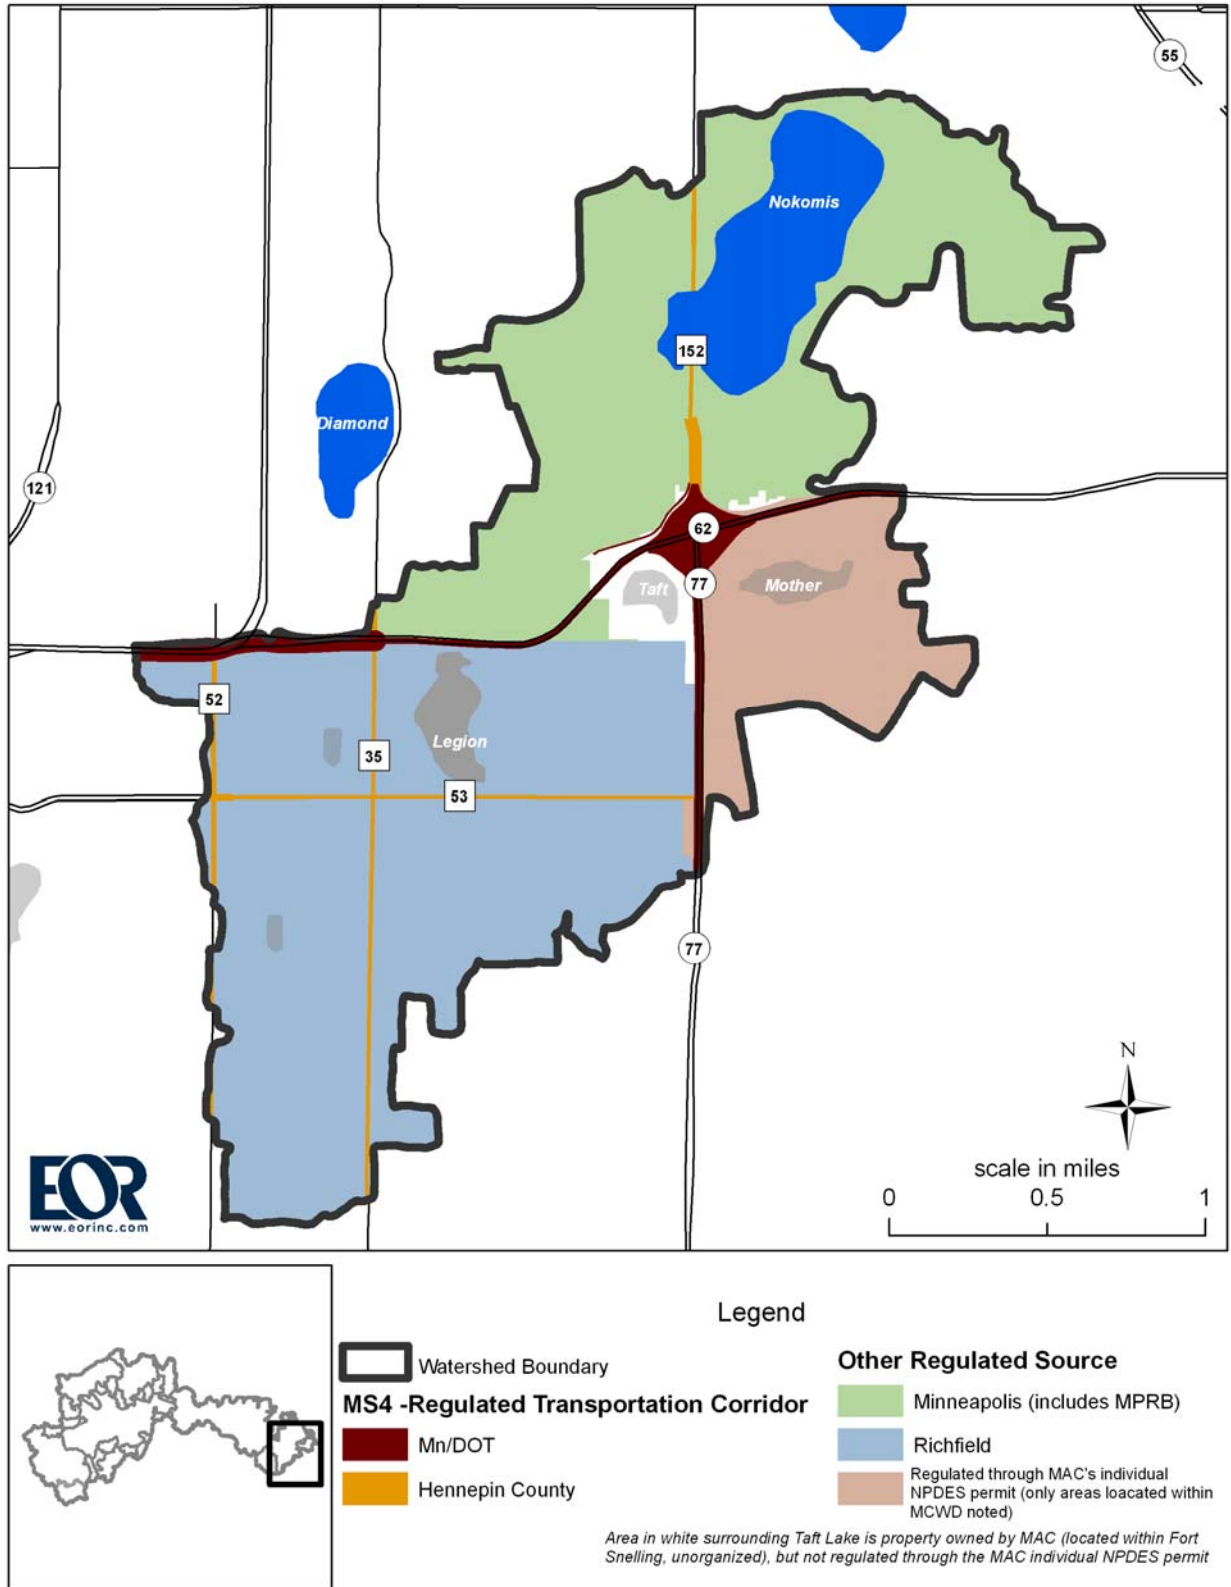 55
Nokomis
152
Diamond
121
62
Taft
77
Mother
52
35
Legion
53
77
N
scale in miles
0 0.5 1
EOR
www.eorinc.com
Legend
Watershed Boundary
MS4 -Regulated Transportation Corridor
Mn/DOT
Hennepin County
Other Regulated Source
Minneapolis (includes MPRB)
Richfield
Regulated through MAC's individual
NPDES permit (only areas loacated within
MCWD noted)
Area in white surrounding Taft Lake is property owned by MAC (located within Fort
Snelling, unorganized), but not regulated through the MAC individual NPDES permit